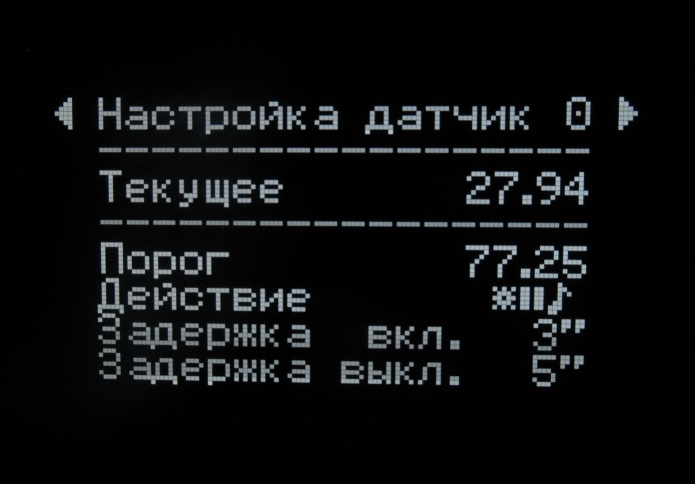 ◀ Настройка датчик 0 ▶
Текущее 27.94
Порог 77.25
Действие ☼⏸♪
Задержка вкл. 3"
Задержка выкл. 5"